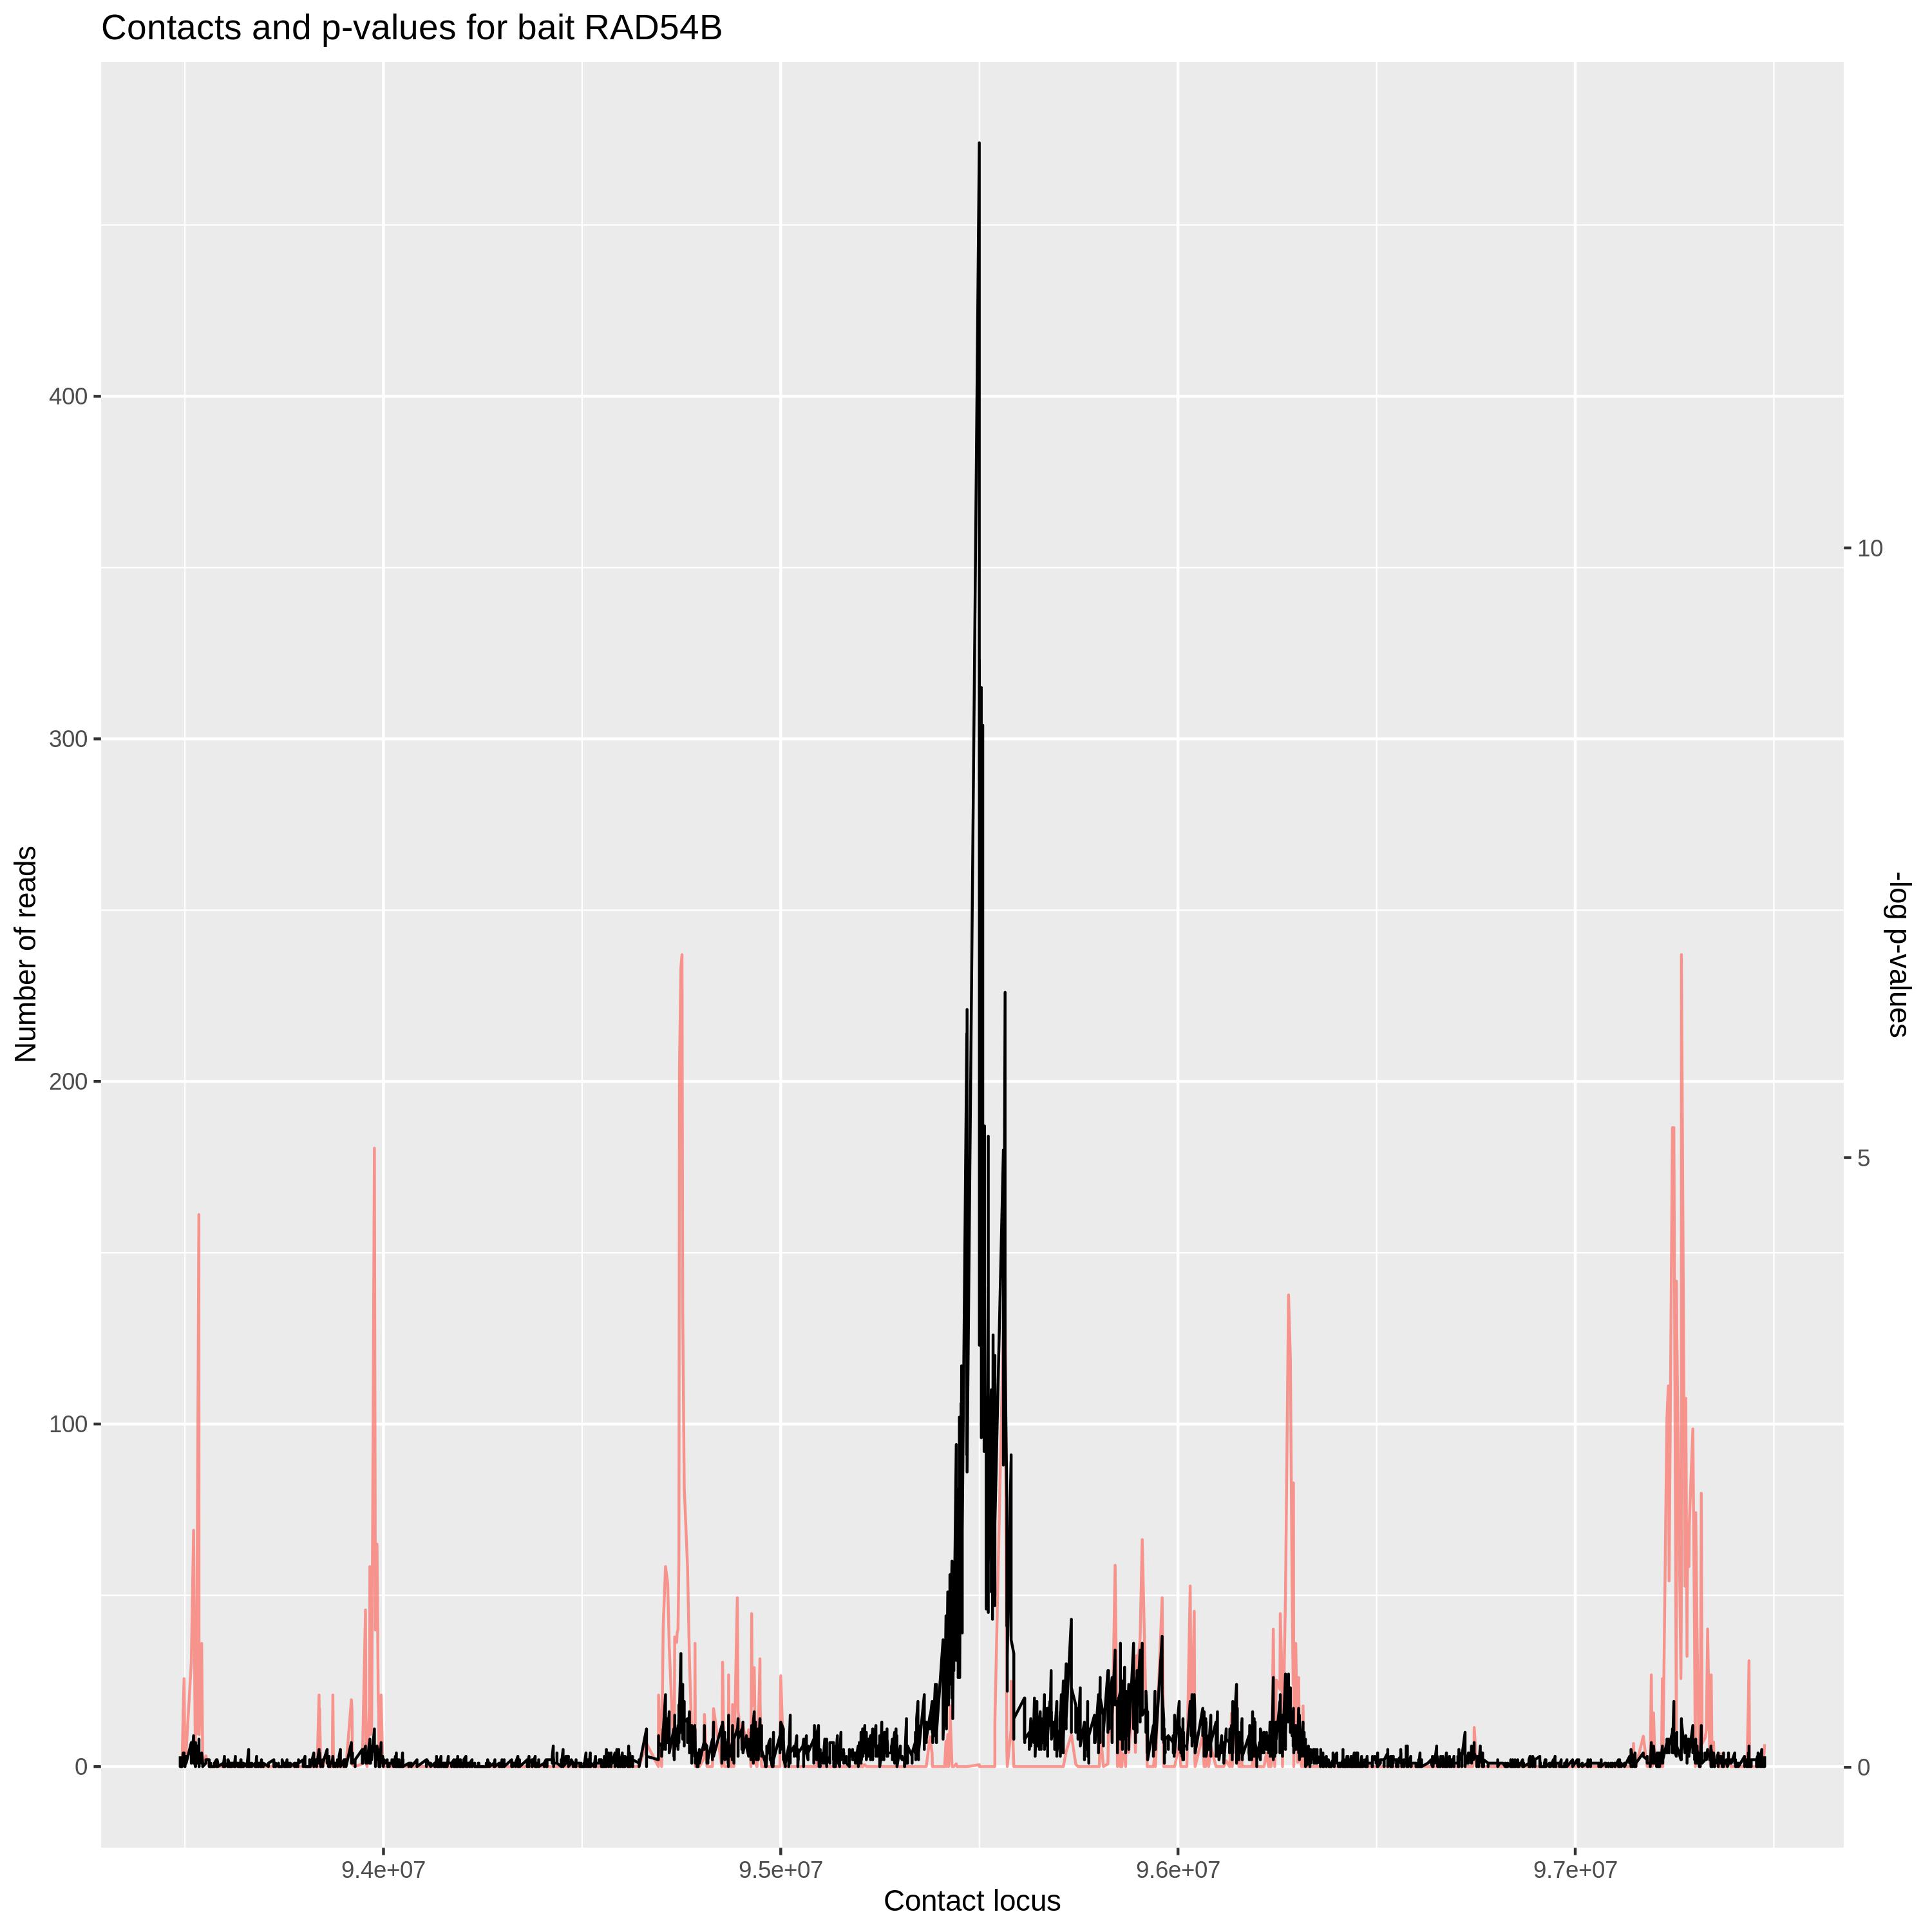 Contacts and p-values for bait RAD54B
Number of reads
400
300
200
100
0
10
5
0
-log p-values
9.4e+07
9.5e+07
9.6e+07
9.7e+07
Contact locus